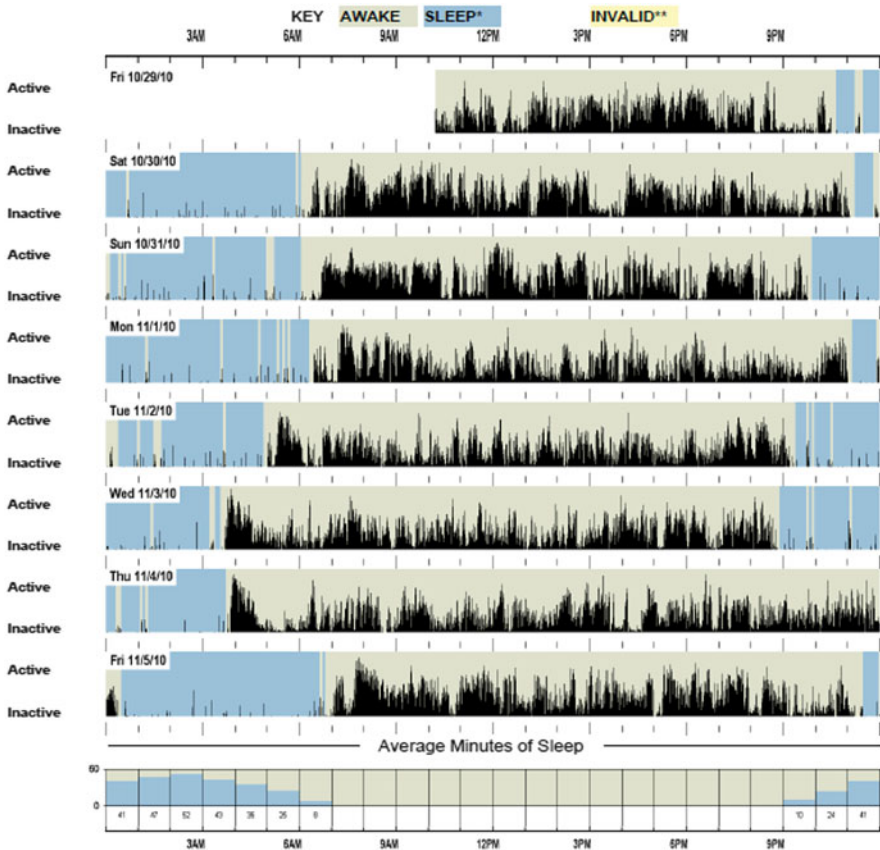 KEY AWAKE SLEEP* INVALID**
3AM 6AM 9AM 12PM 3PM 6PM 9PM
Fri 10/29/10
Active
Inactive
Sat 10/30/10
Active
Inactive
Sun 10/31/10
Active
Inactive
Mon 11/1/10
Active
Inactive
Tue 11/2/10
Active
Inactive
Wed 11/3/10
Active
Inactive
Thu 11/4/10
Active
Inactive
Fri 11/5/10
Active
Inactive
Average Minutes of Sleep
60
0
41 47 52 43 25 10 24 41
3AM 6AM 9AM 12PM 3PM 6PM 9PM